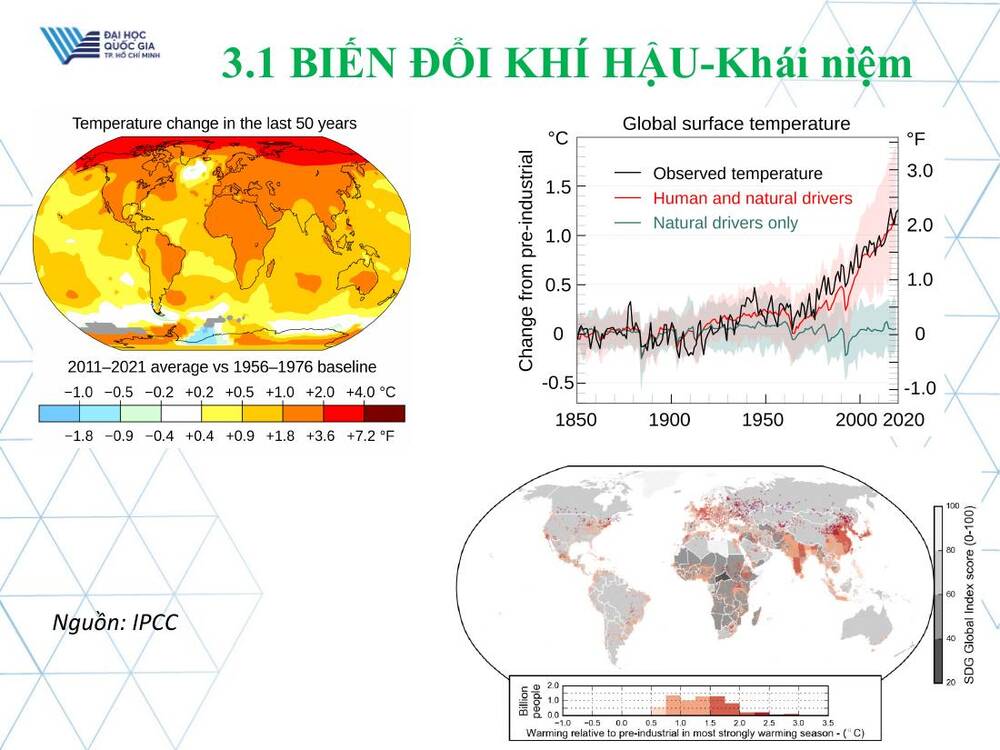 ĐẠI HỌC
QUỐC GIA
TP. HỒ CHÍ MINH
3.1 BIẾN ĐỔI KHÍ HẬU-Khái niệm
Temperature change in the last 50 years
2011–2021 average vs 1956–1976 baseline
−1.0 −0.5 −0.2 +0.2 +0.5 +1.0 +2.0 +4.0 °C
−1.8 −0.9 −0.4 +0.4 +0.9 +1.8 +3.6 +7.2 °F
Global surface temperature
°C
°F
Change from pre-industrial
Observed temperature
Human and natural drivers
Natural drivers only
1.5
1.0
0.5
0
-0.5
3.0
2.0
1.0
0
-1.0
1850 1900 1950 2000 2020
Nguồn: IPCC
100
80
60
40
20
SDG Global Index score (0-100)
Billion
people
2.0
1.0
0.0
−1.0 −0.5 0.0 0.5 1.0 1.5 2.0 2.5 3.0 3.5
Warming relative to pre-industrial in most strongly warming season - (°C)